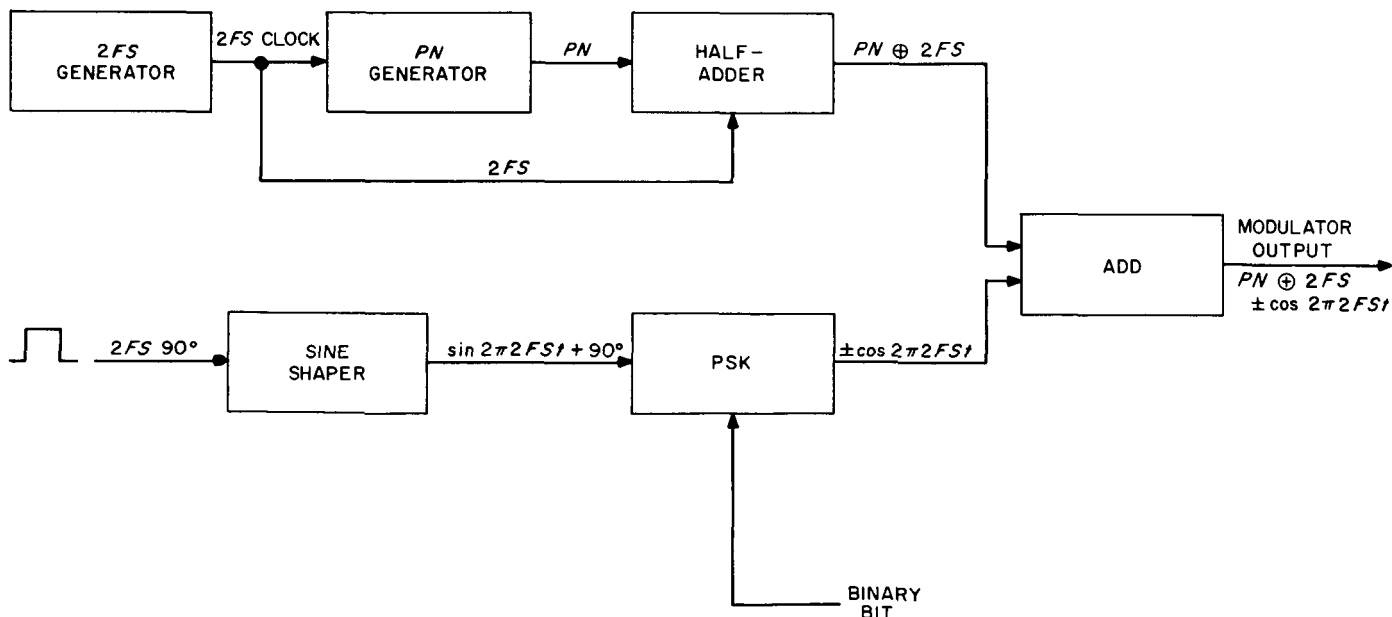 2FS
GENERATOR
2FS CLOCK
PN
GENERATOR
PN
HALF-
ADDER
PN ⊕ 2FS
2FS
ADD
MODULATOR
OUTPUT
PN ⊕ 2FS
±cos 2π2FSt
2FS 90°
SINE
SHAPER
sin 2π2FSt + 90°
PSK
±cos 2π2FSt
BINARY
BIT